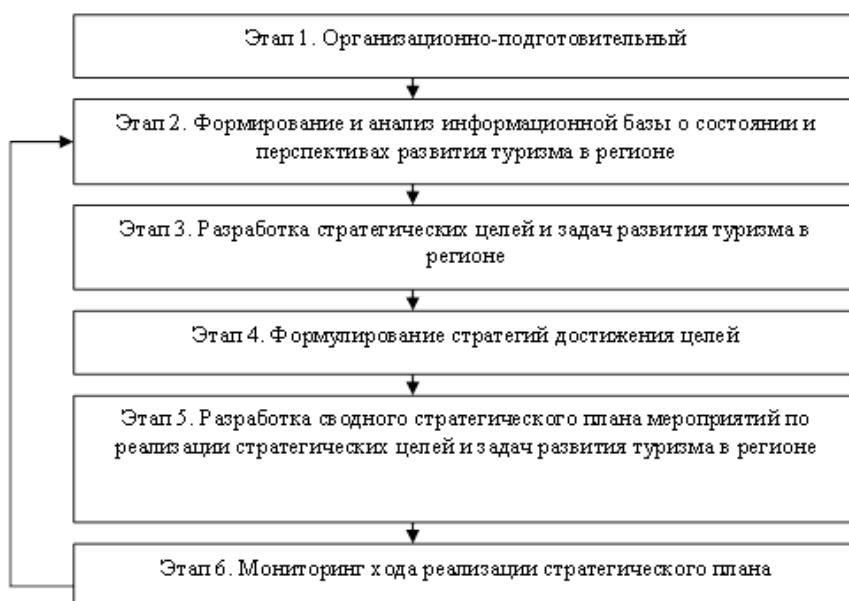 Этап 1. Организационно-подготовительный
Этап 2. Формирование и анализ информационной базы о состоянии и
перспективах развития туризма в регионе
Этап 3. Разработка стратегических целей и задач развития туризма в
регионе
Этап 4. Формулирование стратегий достижения целей
Этап 5. Разработка сводного стратегического плана мероприятий по
реализации стратегических целей и задач развития туризма в регионе
Этап 6. Мониторинг хода реализации стратегического плана